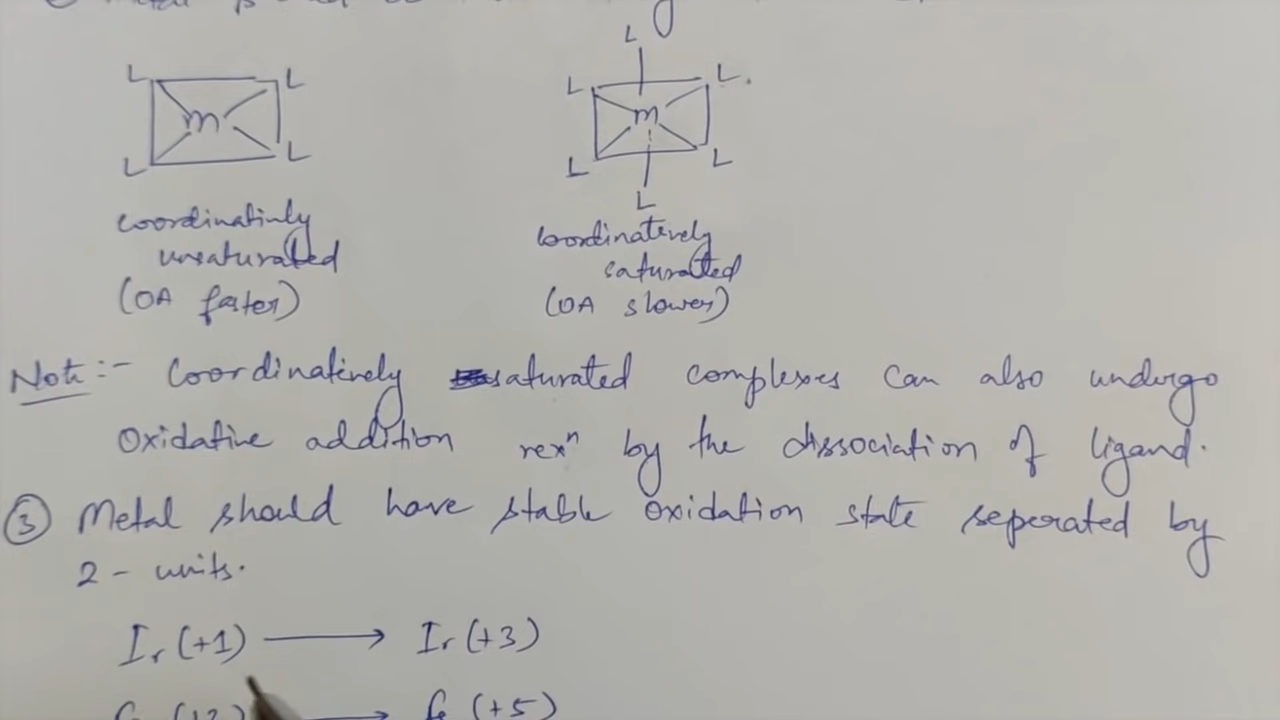 L L
m
L L
L
L L
m
L L
L
coordinatively
unsaturated
(OA faster)
coordinatively
saturated
(OA slower)
Note:- Coordinatively saturated complexes can also undergo
Oxidative addition rexⁿ by the dissociation of ligand.
③ Metal should have stable oxidation state seperated by
2 - units.
Ir (+1) ⟶ Ir (+3)
(+5)